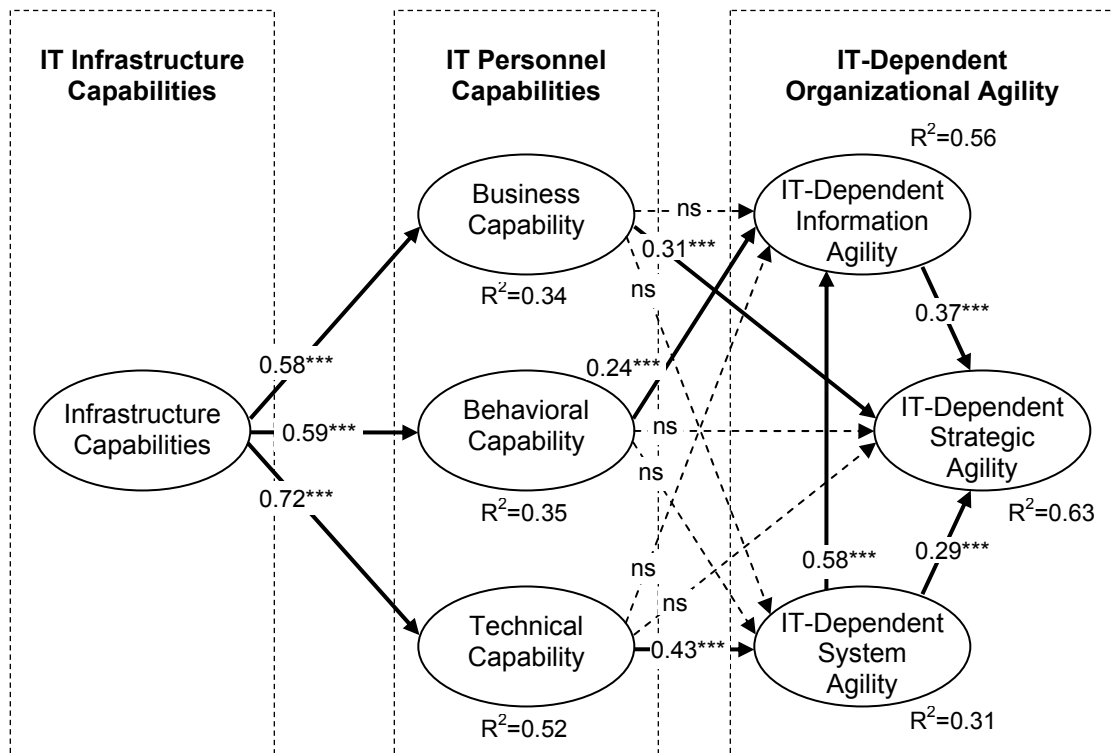 IT Infrastructure
Capabilities
IT Personnel
Capabilities
IT-Dependent
Organizational Agility
R²=0.56
Business
Capability
R²=0.34
IT-Dependent
Information
Agility
ns
0.31***
ns
0.37***
0.58***
0.24***
Infrastructure
Capabilities
0.59***
Behavioral
Capability
R²=0.35
ns
IT-Dependent
Strategic
Agility
R²=0.63
ns
0.72***
ns
ns
0.58***
0.29***
Technical
Capability
R²=0.52
0.43***
IT-Dependent
System
Agility
R²=0.31